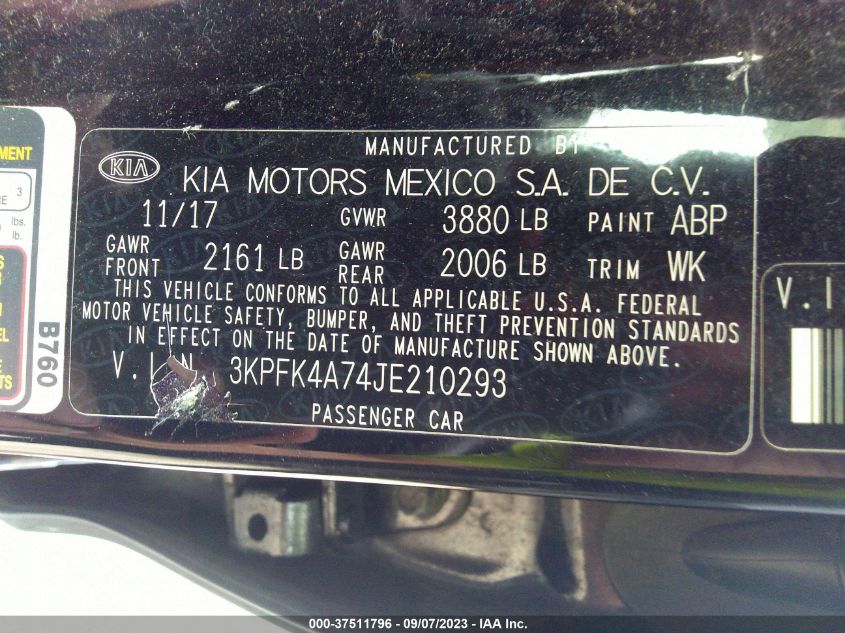 MANUFACTURED BY
KIA KIA MOTORS MEXICO S.A. DE C.V.
11/17 GVWR 3880 LB PAINT ABP
GAWR FRONT 2161 LB GAWR REAR 2006 LB TRIM WK
THIS VEHICLE CONFORMS TO ALL APPLICABLE U.S.A. FEDERAL
MOTOR VEHICLE SAFETY, BUMPER, AND THEFT PREVENTION STANDARDS
IN EFFECT ON THE DATE OF MANUFACTURE SHOWN ABOVE.
V.I.N 3KPFK4A74JE210293
PASSENGER CAR
B760
V.I
3
lbs.
lb.
000-37511796 - 09/07/2023 - IAA Inc.